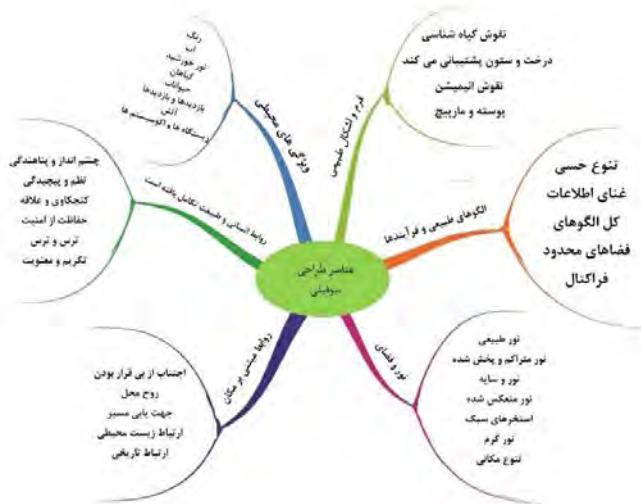 عناصر طراحی
بیوفیلی
فرم و اشکال طبیعی
نقوش گیاه شناسی
درخت و ستون پشتیبانی می کند
نقوش انیمیشن
پوسته و مارپیچ
الگوهای طبیعی و فرآیندها
تنوع حسی
غنای اطلاعات
کل الگوهای
فضاهای محدود
فراکتال
نور و فضای
نور طبیعی
نور متراکم و پخش شده
نور و سایه
نور منعکس شده
استخرهای سبک
نور گرم
تنوع مکانی
روابط مبتنی بر مکان
اجتناب از بی قرار بودن
روح محل
جهت یابی مسیر
ارتباط زیست محیطی
ارتباط تاریخی
روابط انسانی و طبیعت تکامل یافته است
چشم انداز و پناهندگی
نظم و پیچیدگی
کنجکاوی و علاقه
حفاظت از امنیت
ترس و ترس
تکریم و معنویت
ویژگی های محیطی
رنگ
آب
نور خورشید
گیاهان
حیوانات
بازدیدها و بازدیدها
آتش
دستگاه ها و اکوسیستم ها